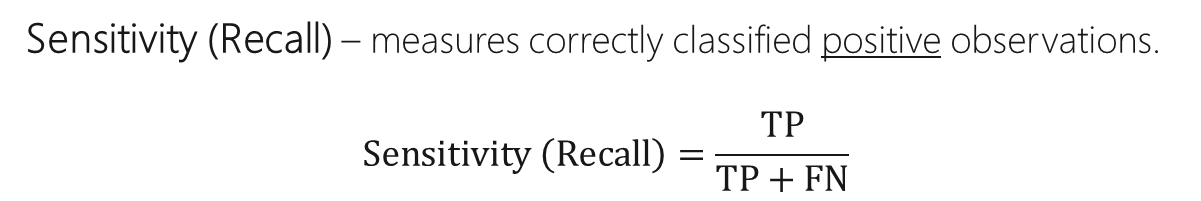 Sensitivity (Recall) – measures correctly classified positive observations.
Sensitivity (Recall) = TP / TP + FN